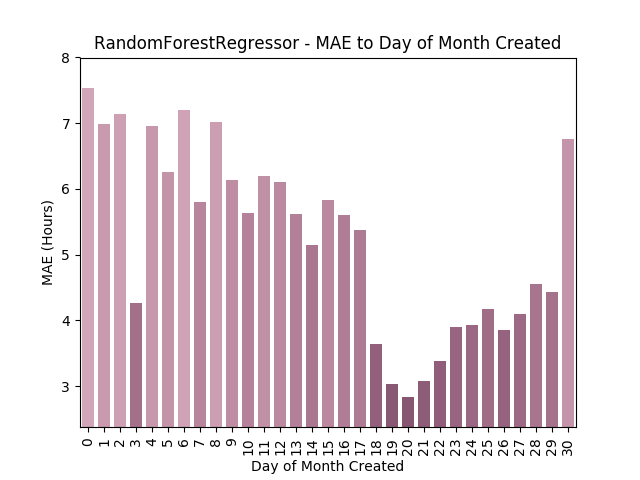 RandomForestRegressor - MAE to Day of Month Created
MAE (Hours)
8
7
6
5
4
3
0 1 2 3 4 5 6 7 8 9 10 11 12 13 14 15 16 17 18 19 20 21 22 23 24 25 26 27 28 29 30
Day of Month Created